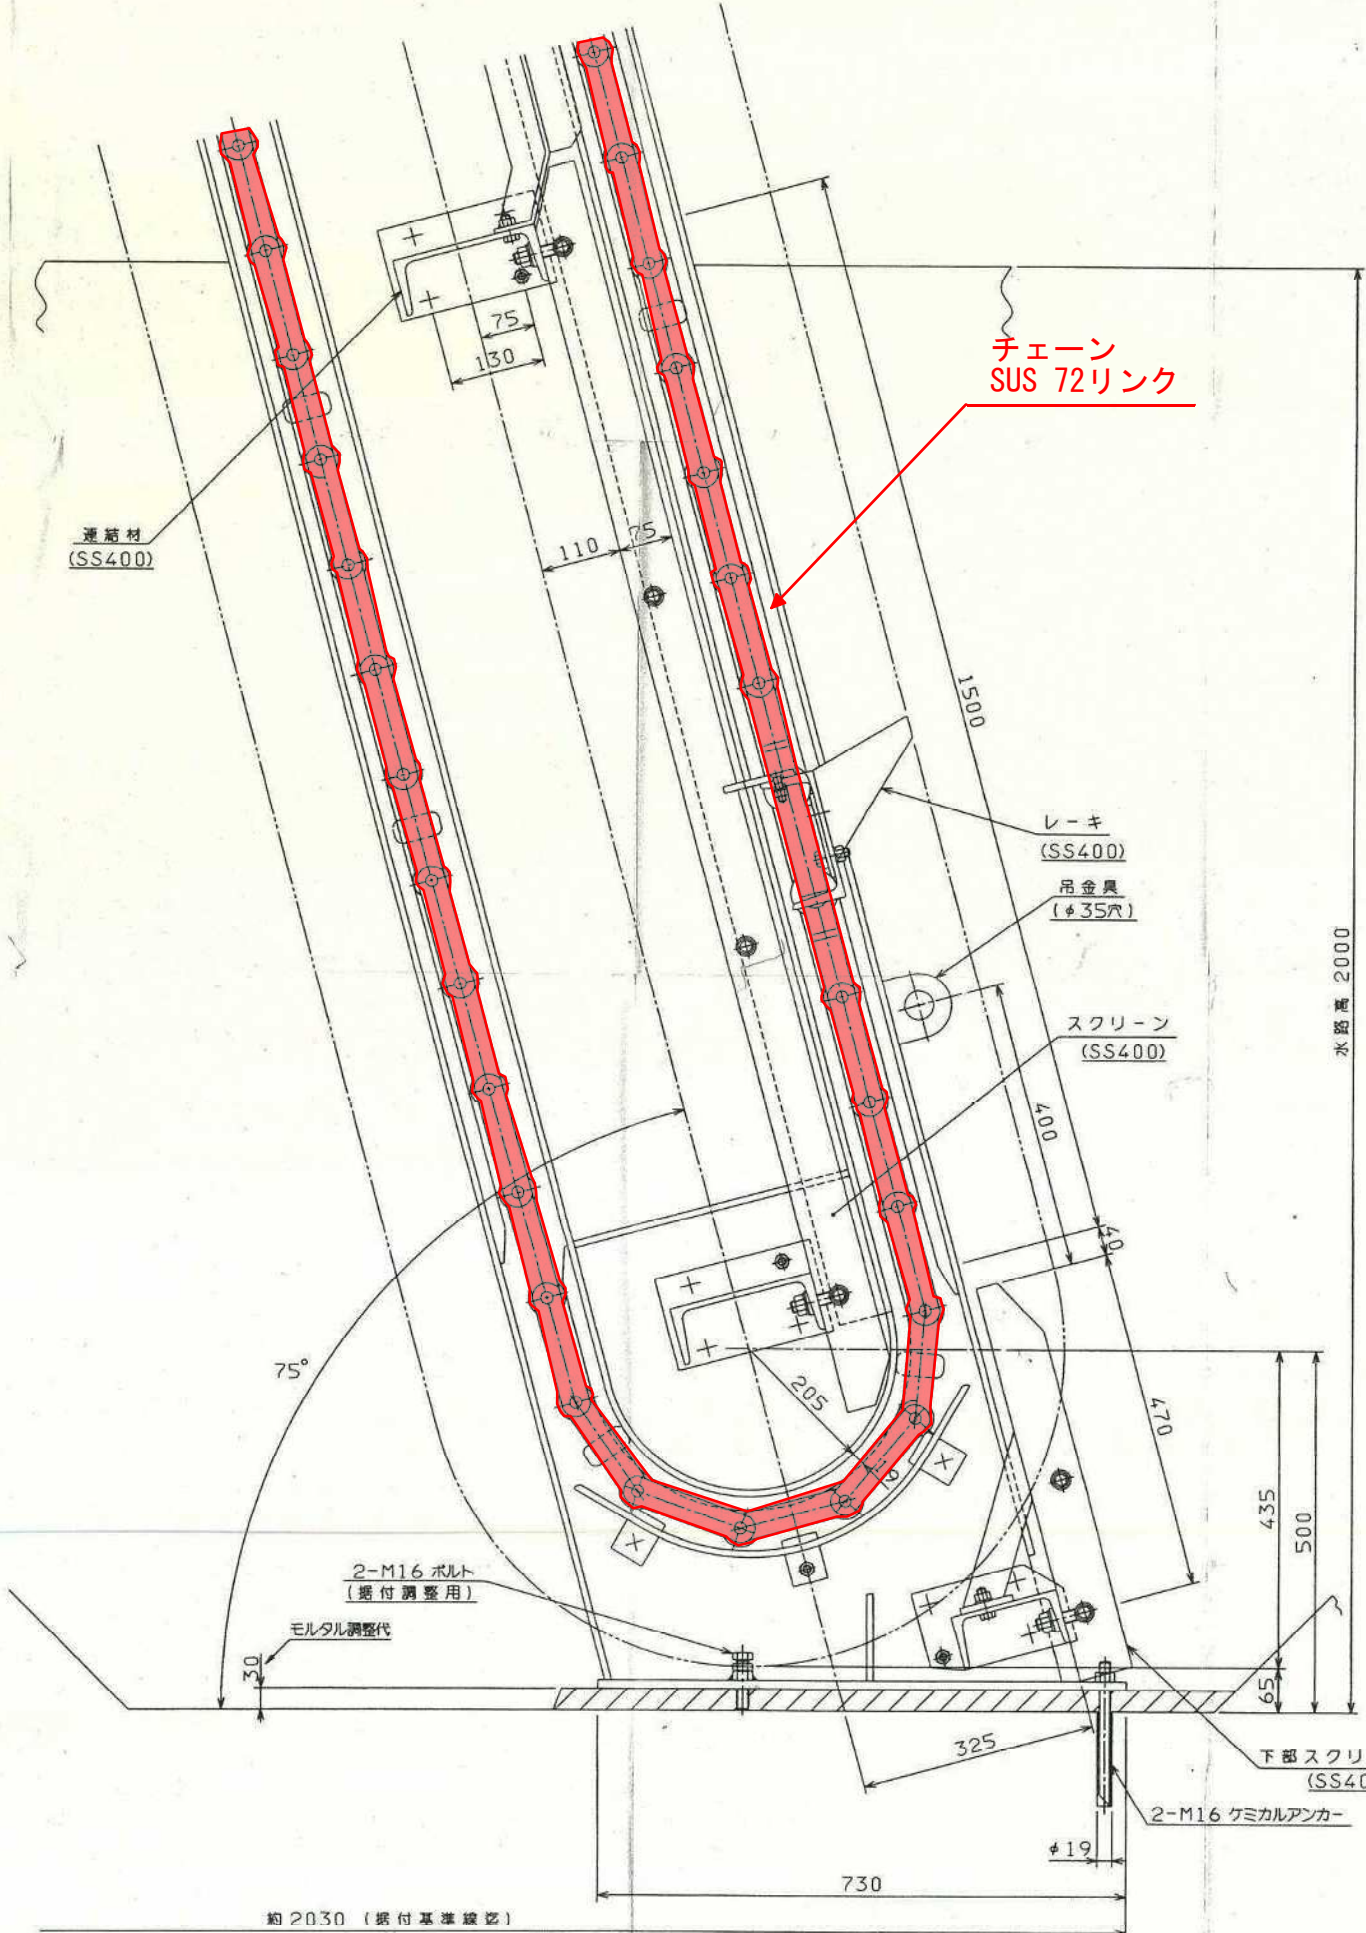 チェーン
SUS 72リンク
75
130
連結材
(SS400)
110
75
1500
レーキ
(SS400)
吊金具
(φ35穴)
水路高 2000
スクリーン
(SS400)
400
40
75°
205
470
435
500
2-M16 ボルト
(据付調整用)
モルタル調整代
30
65
325
下部スクリ
(SS40
2-M16 ケミカルアンカー
φ19
730
約2030 (据付基準線迄)